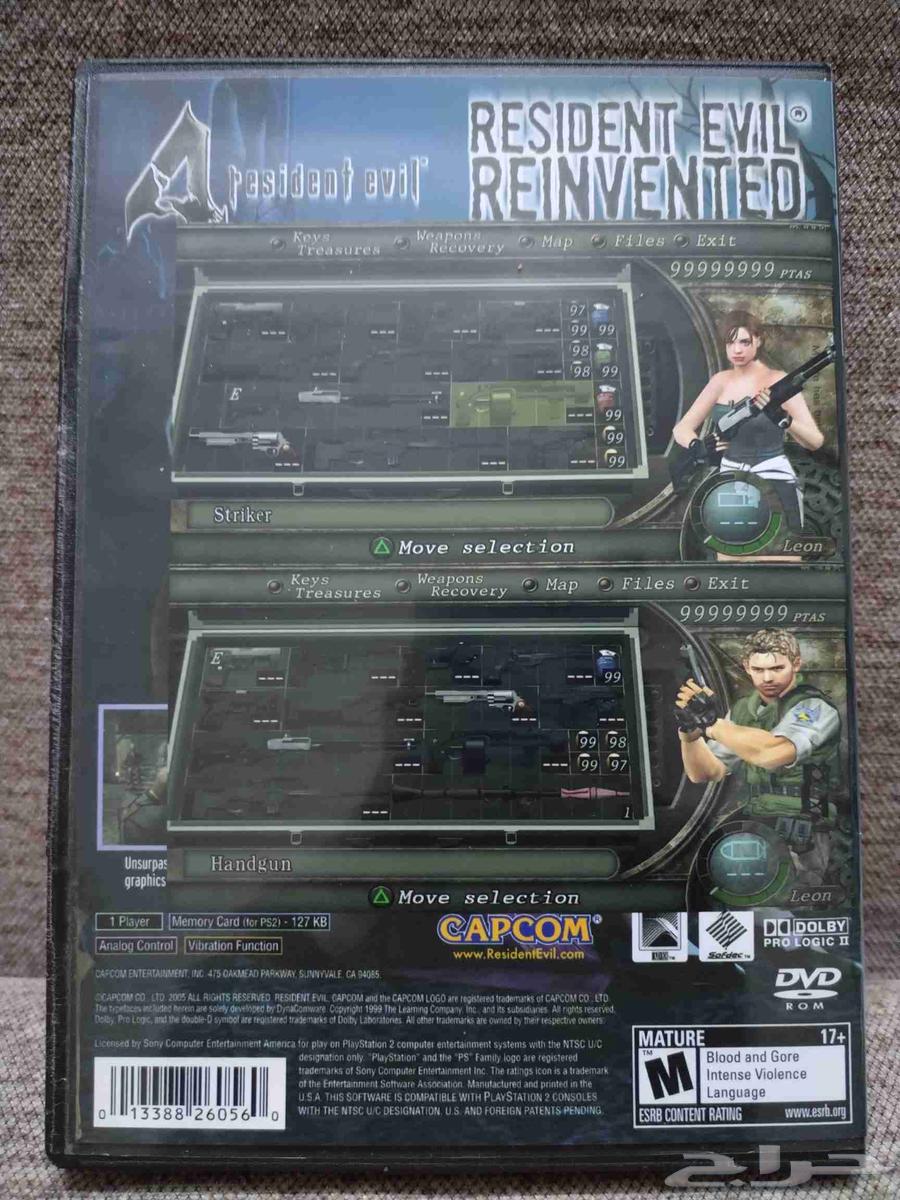 4 resident evil™
RESIDENT EVIL®
REINVENTED
Keys Treasures Weapons Recovery Map Files Exit
99999999 PTAS
97
99 99
98
98 99
E
---
99
99
99
Striker
Leon
Move selection
Keys Treasures Weapons Recovery Map Files Exit
99999999 PTAS
E
---
99
99 98
99 97
1
Handgun
Leon
Move selection
Unsurpas
graphics
1 Player
Memory Card (for PS2) - 127 KB
Analog Control
Vibration Function
CAPCOM®
www.ResidentEvil.com
ADX™
Sofdec™
DOLBY
PRO LOGIC II
DVD
ROM
CAPCOM ENTERTAINMENT, INC. 475 OAKMEAD PARKWAY, SUNNYVALE, CA 94085.
©CAPCOM CO., LTD. 2005 ALL RIGHTS RESERVED. RESIDENT EVIL, CAPCOM and the CAPCOM LOGO are registered trademarks of CAPCOM CO., LTD.
The typefaces included herein are solely developed by DynaComware. Copyright 1999 The Learning Company, Inc., and its subsidiaries. All rights reserved.
Dolby, Pro Logic, and the double-D symbol are registered trademarks of Dolby Laboratories. All other trademarks are owned by their respective owners.
Licensed by Sony Computer Entertainment America for play on PlayStation 2 computer entertainment systems with the NTSC U/C
designation only. "PlayStation" and the "PS" Family logo are registered
trademarks of Sony Computer Entertainment Inc. The ratings icon is a trademark
of the Entertainment Software Association. Manufactured and printed in the
U.S.A. THIS SOFTWARE IS COMPATIBLE WITH PLAYSTATION 2 CONSOLES
WITH THE NTSC U/C DESIGNATION. U.S. AND FOREIGN PATENTS PENDING.
0 13388 26056 0
MATURE 17+
M™
Blood and Gore
Intense Violence
Language
ESRB CONTENT RATING www.esrb.org
حراج